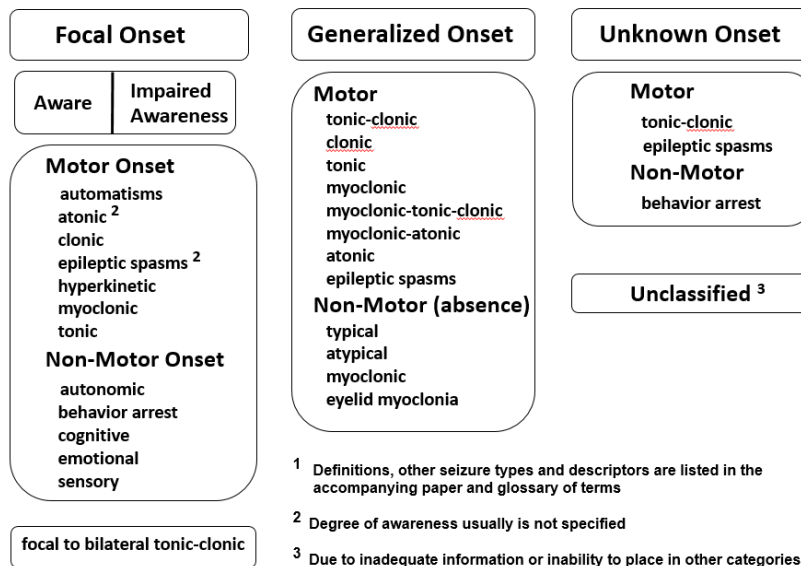 Focal Onset
Aware
Impaired
Awareness
Motor Onset
automatisms
atonic ²
clonic
epileptic spasms ²
hyperkinetic
myoclonic
tonic
Non-Motor Onset
autonomic
behavior arrest
cognitive
emotional
sensory
focal to bilateral tonic-clonic
Generalized Onset
Motor
tonic-clonic
clonic
tonic
myoclonic
myoclonic-tonic-clonic
myoclonic-atonic
atonic
epileptic spasms
Non-Motor (absence)
typical
atypical
myoclonic
eyelid myoclonia
Unknown Onset
Motor
tonic-clonic
epileptic spasms
Non-Motor
behavior arrest
Unclassified ³
¹ Definitions, other seizure types and descriptors are listed in the
accompanying paper and glossary of terms
² Degree of awareness usually is not specified
³ Due to inadequate information or inability to place in other categories